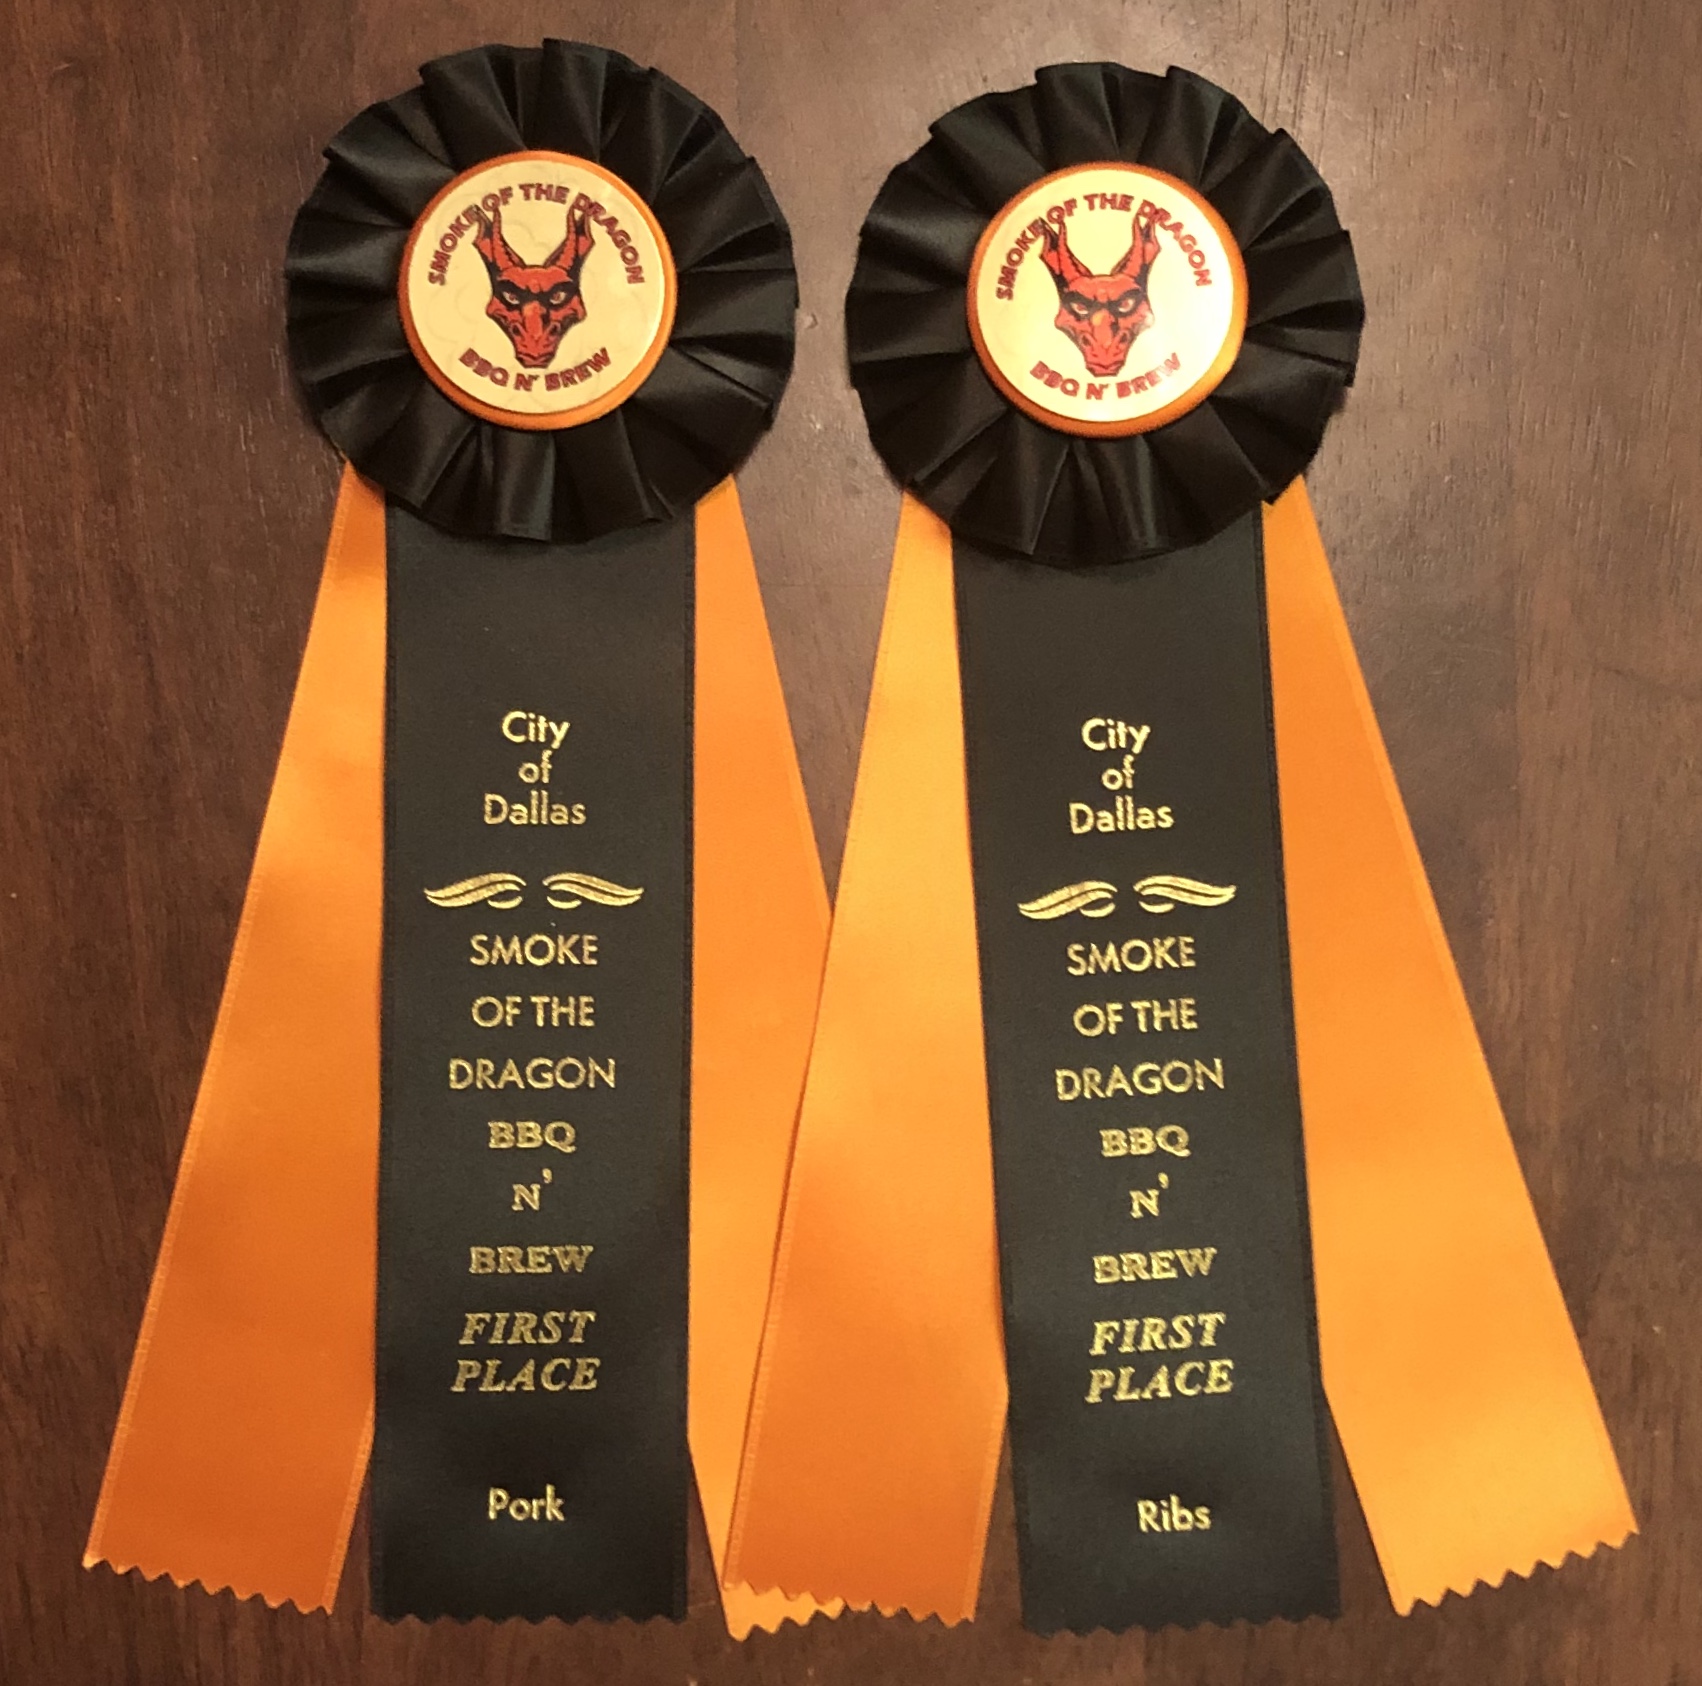 SMOKE OF THE DRAGON
BBQ N' BREW
City
of
Dallas
SMOKE
OF THE
DRAGON
BBQ
N'
BREW
FIRST
PLACE
Pork
SMOKE OF THE DRAGON
BBQ N' BREW
City
of
Dallas
SMOKE
OF THE
DRAGON
BBQ
N'
BREW
FIRST
PLACE
Ribs